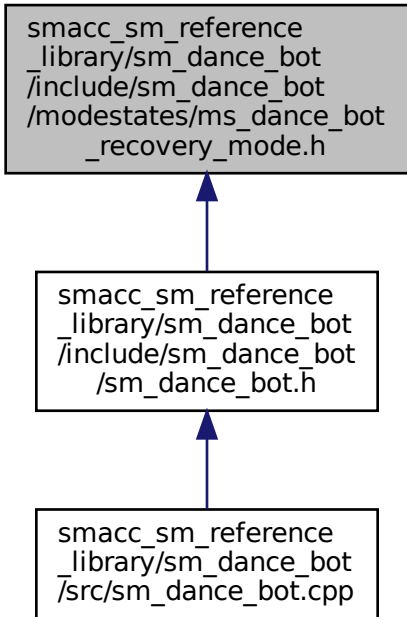 smacc_sm_reference
_library/sm_dance_bot
/include/sm_dance_bot
/modestates/ms_dance_bot
_recovery_mode.h
smacc_sm_reference
_library/sm_dance_bot
/include/sm_dance_bot
/sm_dance_bot.h
smacc_sm_reference
_library/sm_dance_bot
/src/sm_dance_bot.cpp